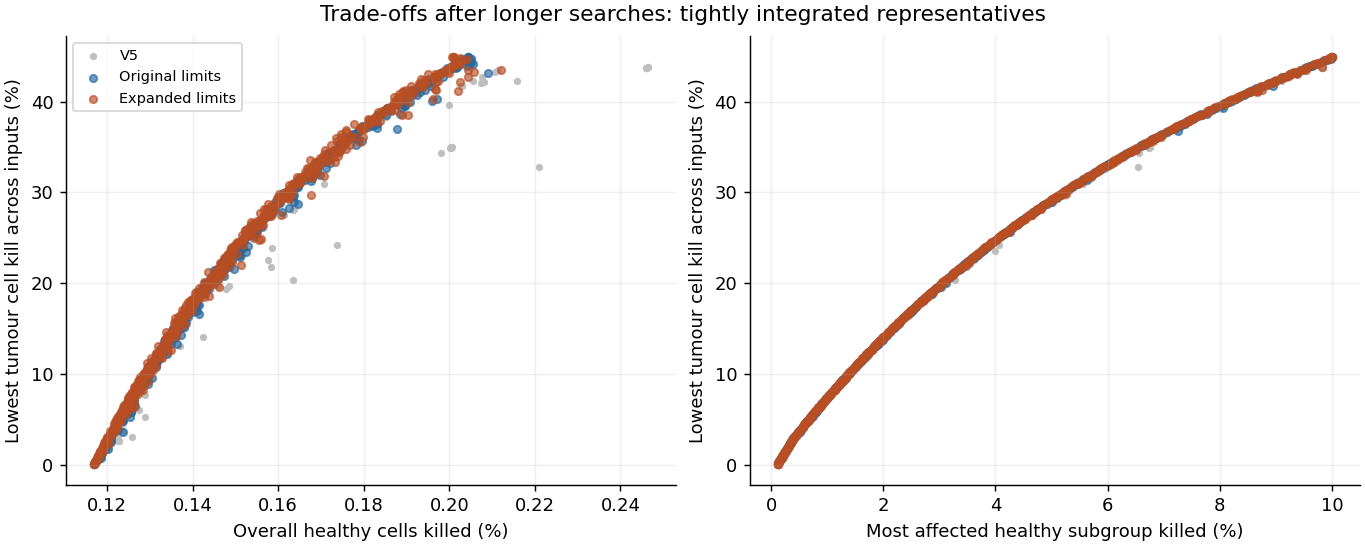 Trade-offs after longer searches: tightly integrated representatives
V5
Original limits
Expanded limits
Lowest tumour cell kill across inputs (%)
40
30
20
10
0
0.12 0.14 0.16 0.18 0.20 0.22 0.24
Overall healthy cells killed (%)
Lowest tumour cell kill across inputs (%)
40
30
20
10
0
0 2 4 6 8 10
Most affected healthy subgroup killed (%)